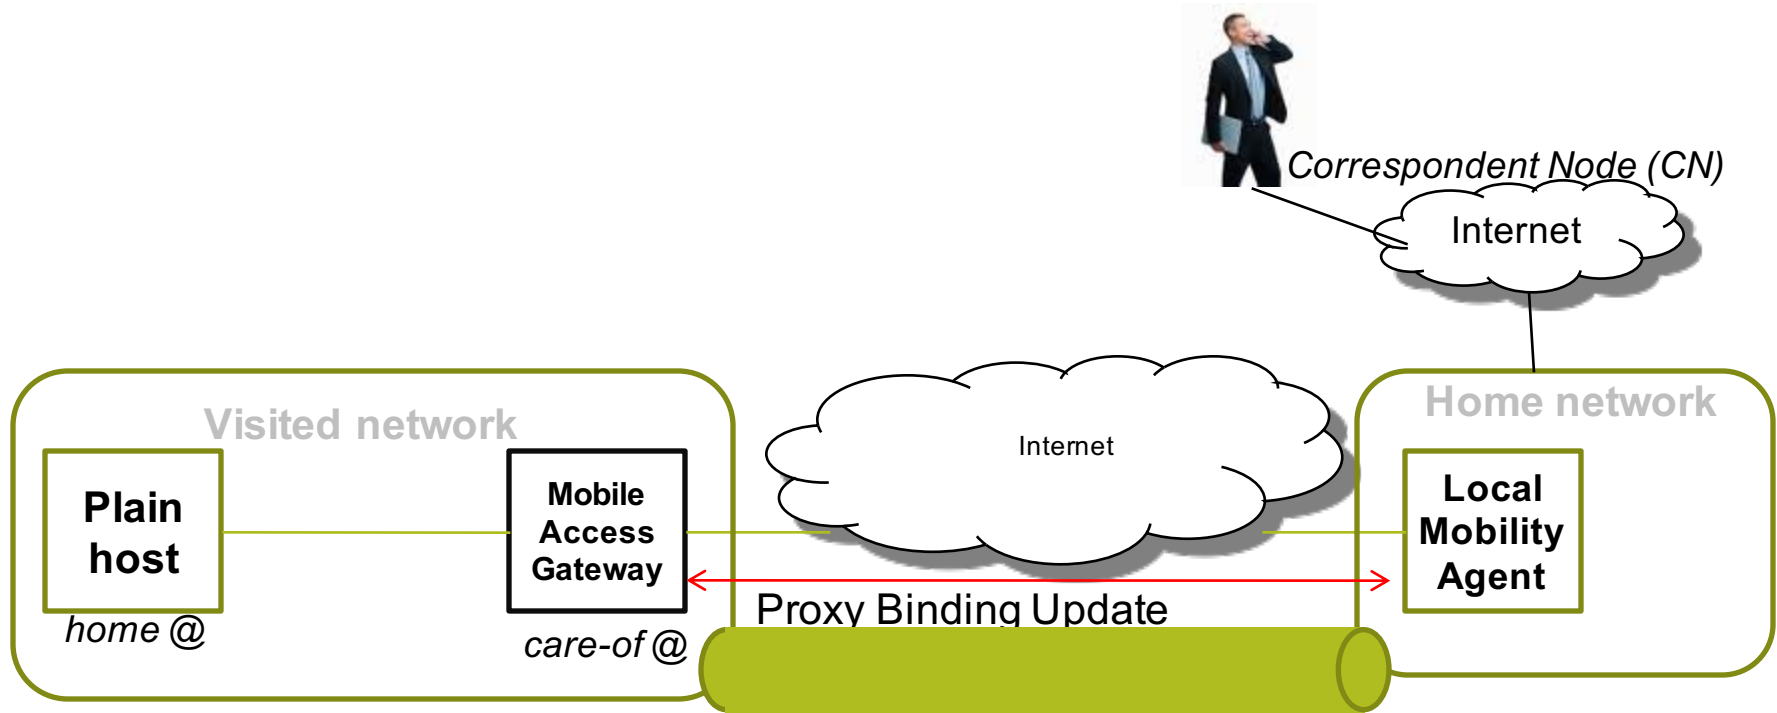 Correspondent Node (CN)
Internet
Visited network
Home network
Plain
host
Mobile
Access
Gateway
Internet
Local
Mobility
Agent
home @
care-of @
Proxy Binding Update